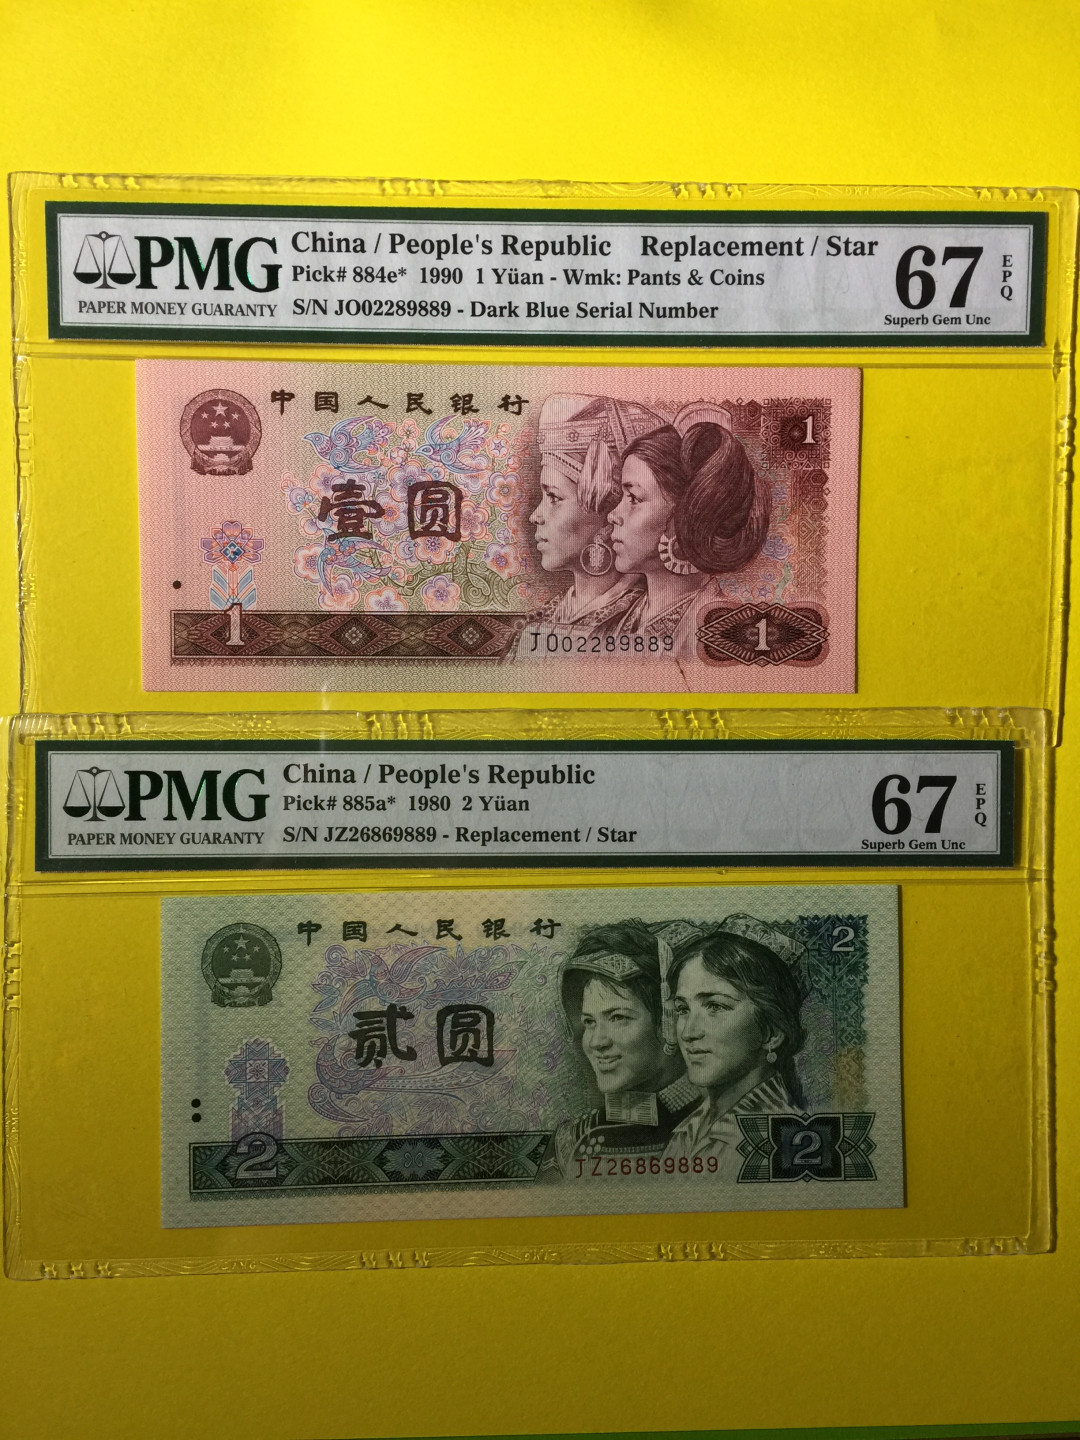 PMG
PAPER MONEY GUARANTY
China / People's Republic Replacement / Star
Pick# 884e* 1990 1 Yüan - Wmk: Pants & Coins
S/N JO02289889 - Dark Blue Serial Number
67
EPQ
Superb Gem Unc
中国人民银行
1
壹圆
1
JO02289889
1
PMG
PAPER MONEY GUARANTY
China / People's Republic
Pick# 885a* 1980 2 Yüan
S/N JZ26869889 - Replacement / Star
67
EPQ
Superb Gem Unc
中国人民银行
2
贰圆
2
JZ26869889
2